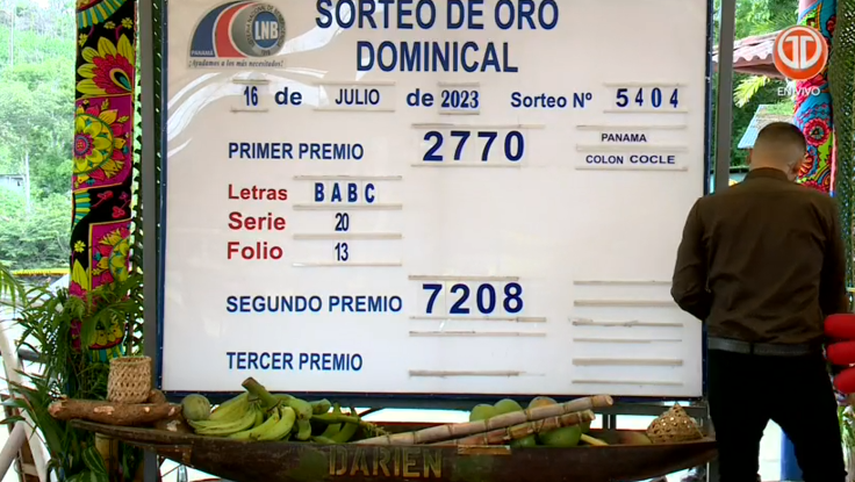 SORTEO DE ORO
DOMINICAL
PANAMA
LNB
¡Ayudamos a los más necesitados!
EN VIVO
16 de JULIO de 2023 Sorteo Nº 5404
PRIMER PREMIO 2770
PANAMA
COLON COCLE
Letras BABC
Serie 20
Folio 13
SEGUNDO PREMIO 7208
TERCER PREMIO
DARIEN